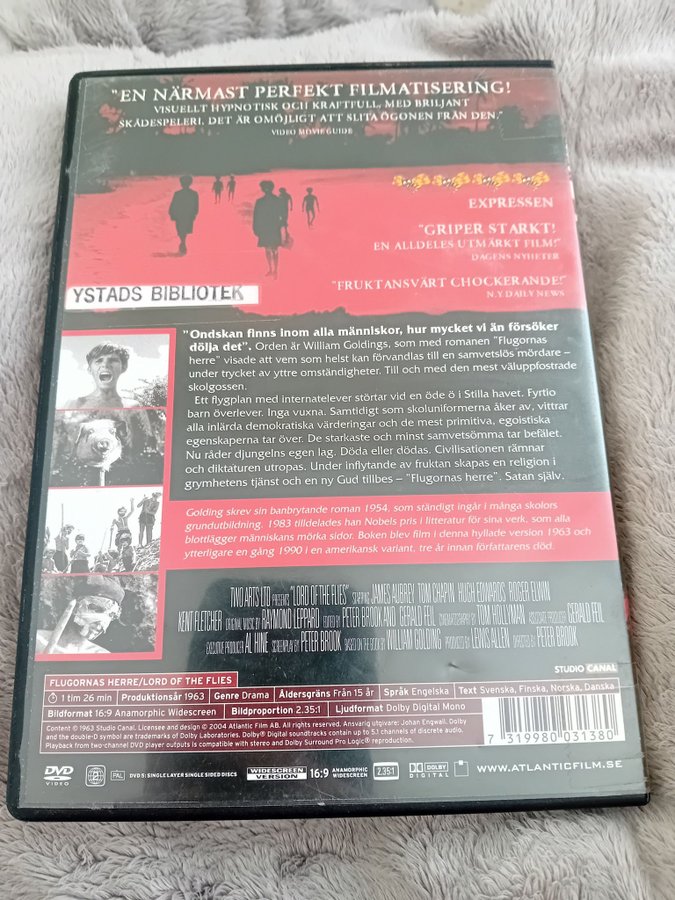 "EN NÄRMAST PERFEKT FILMATISERING!
VISUELLT HYPNOTISK OCH KRAFTFULL, MED BRILJANT
SKÅDESPELERI. DET ÄR OMÖJLIGT ATT SLITA ÖGONEN FRÅN DEN."
VIDEO MOVIE GUIDE
EXPRESSEN
"GRIPER STARKT!
EN ALLDELES UTMÄRKT FILM!"
DAGENS NYHETER
"FRUKTANSVÄRT CHOCKERANDE!"
N.Y. DAILY NEWS
YSTADS BIBLIOTEK
"Ondskan finns inom alla människor, hur mycket vi än försöker
dölja det". Orden är William Goldings, som med romanen "Flugornas
herre" visade att vem som helst kan förvandlas till en samvetslös mördare –
under trycket av yttre omständigheter. Till och med den mest väluppfostrade
skolgossen.
Ett flygplan med internatelever störtar vid en öde ö i Stilla havet. Fyrtio
barn överlever. Inga vuxna. Samtidigt som skoluniformerna åker av, vittrar
alla inlärda demokratiska värderingar och de mest primitiva, egoistiska
egenskaperna tar över. De starkaste och minst samvetsömma tar befälet.
Nu råder djungelns egen lag. Döda eller dödas. Civilisationen rämnar
och diktaturen utropas. Under inflytande av fruktan skapas en religion i
grymhetens tjänst och en ny Gud tillbes – "Flugornas herre". Satan själv.
Golding skrev sin banbrytande roman 1954, som ständigt ingår i många skolors
grundutbildning. 1983 tilldelades han Nobels pris i litteratur för sina verk, som alla
blottlägger människans mörka sidor. Boken blev film i denna hyllade version 1963 och
ytterligare en gång 1990 i en amerikansk variant, tre år innan författarens död.
TWO ARTS LTD PRESENTS "LORD OF THE FLIES" STARRING JAMES AUBREY TOM CHAPIN HUGH EDWARDS ROGER ELWIN
KENT FLETCHER ORIGINAL MUSIC BY RAYMOND LEPPARD EDITED BY PETER BROOK AND GERALD FEIL CINEMATOGRAPHY BY TOM HOLLYMAN ASSOCIATE PRODUCER GERALD FEIL
EXECUTIVE PRODUCER AL HINE SCREENPLAY BY PETER BROOK BASED ON THE BOOK BY WILLIAM GOLDING PRODUCED BY LEWIS ALLEN DIRECTED BY PETER BROOK
STUDIO CANAL
FLUGORNAS HERRE/LORD OF THE FLIES
1 tim 26 min Produktionsår 1963 Genre Drama Åldersgräns Från 15 år Språk Engelska Text Svenska, Finska, Norska, Danska
Bildformat 16:9 Anamorphic Widescreen Bildproportion 2.35:1 Ljudformat Dolby Digital Mono
Content © 1963 Studio Canal. Licensee and design © 2004 Atlantic Film AB. All rights reserved. Ansvarig utgivare: Johan Engwall. Dolby
and the double-D symbol are trademarks of Dolby Laboratories. Dolby® Digital soundtracks contain up to 5.1 channels of discrete audio.
Playback from two-channel DVD player outputs is compatible with stereo and Dolby Surround Pro Logic® reproduction.
7 319980 031380
DVD VIDEO 2 PAL DVD 5: SINGLE LAYER SINGLE SIDED DISCS WIDESCREEN VERSION 16:9 ANAMORPHIC WIDESCREEN 2.35:1 DOLBY DIGITAL WWW.ATLANTICFILM.SE